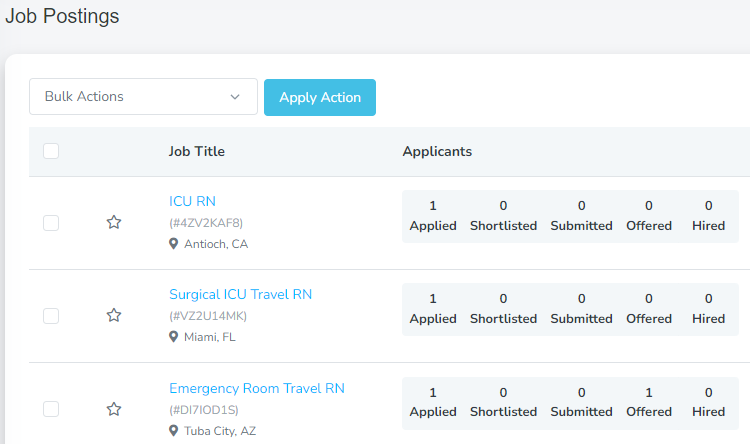 Job Postings
Bulk Actions
Apply Action
Job Title Applicants
ICU RN
(#4ZV2KAF8)
Antioch, CA
1 0 0 0 0
Applied Shortlisted Submitted Offered Hired
Surgical ICU Travel RN
(#VZ2U14MK)
Miami, FL
1 0 0 0 0
Applied Shortlisted Submitted Offered Hired
Emergency Room Travel RN
(#DI7IOD1S)
Tuba City, AZ
1 0 0 1 0
Applied Shortlisted Submitted Offered Hired